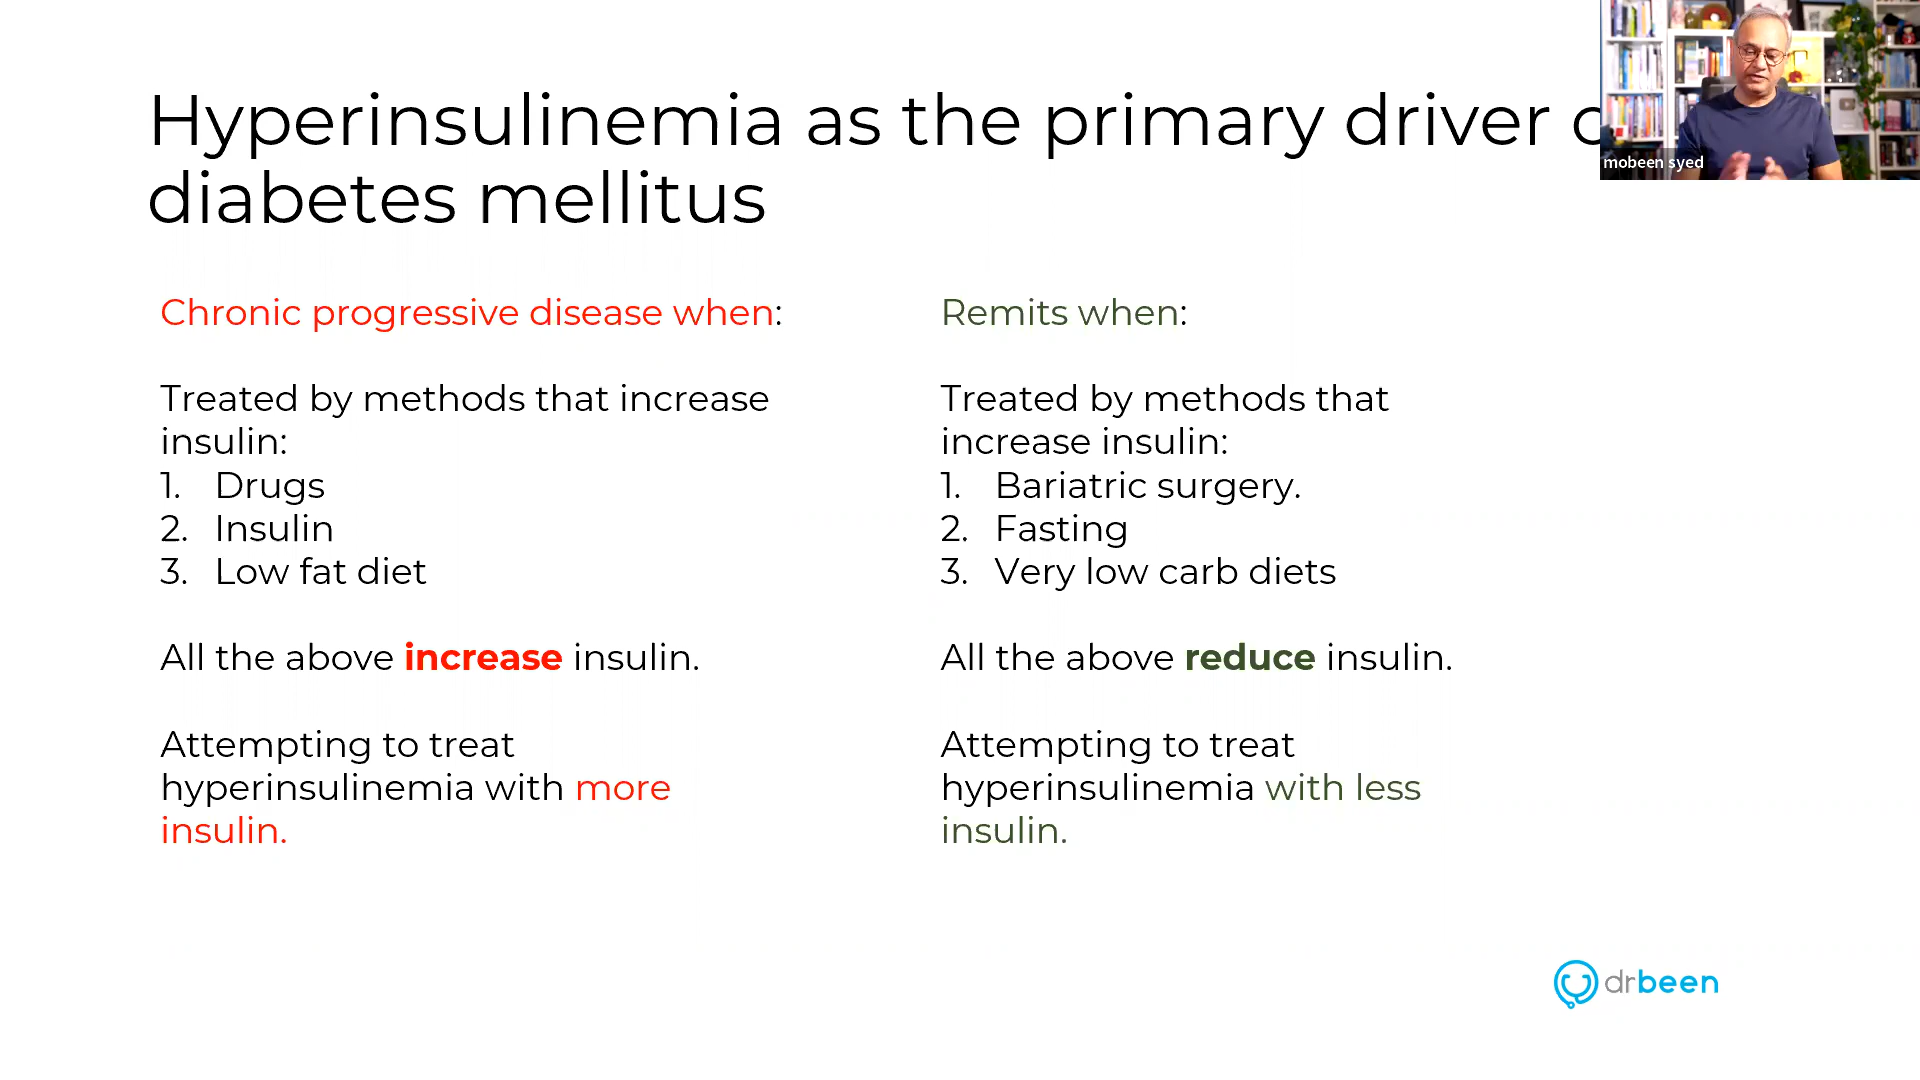 Hyperinsulinemia as the primary driver
diabetes mellitus
mobeen syed
Chronic progressive disease when:
Treated by methods that increase
insulin:
1. Drugs
2. Insulin
3. Low fat diet
All the above increase insulin.
Attempting to treat
hyperinsulinemia with more
insulin.
Remits when:
Treated by methods that
increase insulin:
1. Bariatric surgery.
2. Fasting
3. Very low carb diets
All the above reduce insulin.
Attempting to treat
hyperinsulinemia with less
insulin.
drbeen